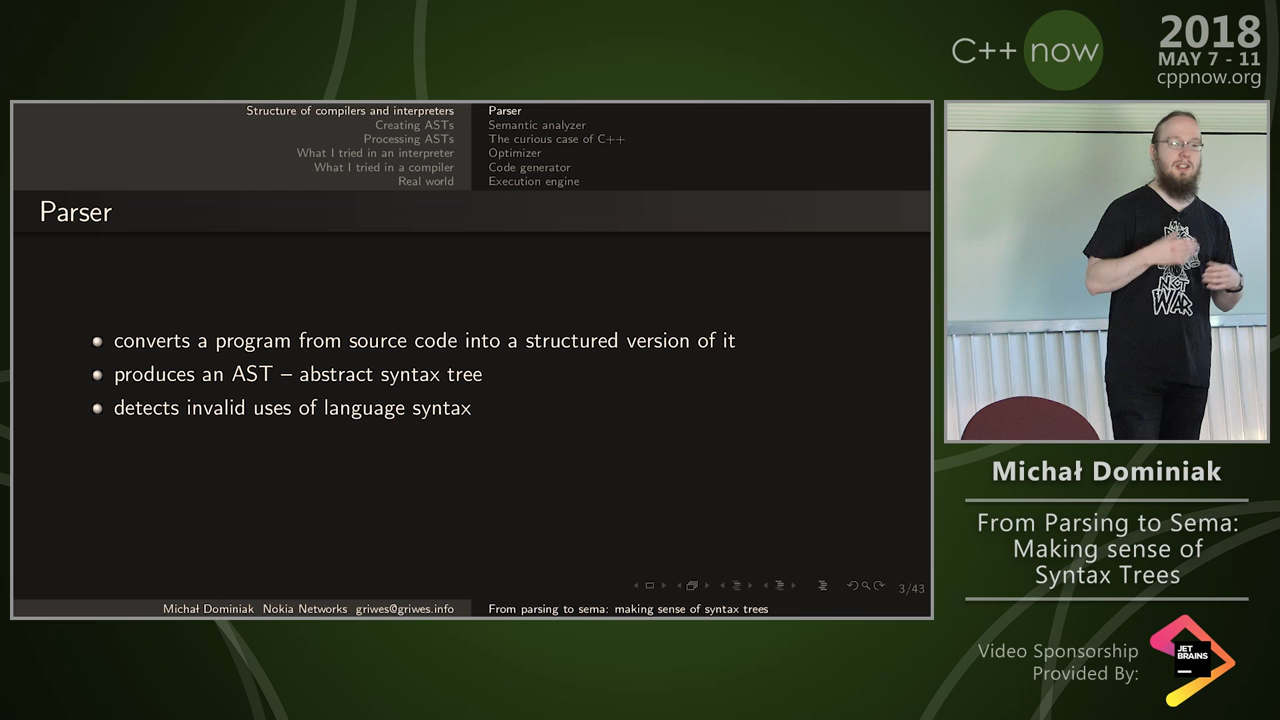 C++ now
2018
MAY 7 - 11
cppnow.org
Structure of compilers and interpreters
Creating ASTs
Processing ASTs
What I tried in an interpreter
What I tried in a compiler
Real world
Parser
Semantic analyzer
The curious case of C++
Optimizer
Code generator
Execution engine
Parser
converts a program from source code into a structured version of it
produces an AST – abstract syntax tree
detects invalid uses of language syntax
3/43
Michał Dominiak Nokia Networks griwes@griwes.info
From parsing to sema: making sense of syntax trees
NOT
WAR
Michał Dominiak
From Parsing to Sema:
Making sense of
Syntax Trees
Video Sponsorship
Provided By:
JET
BRAINS